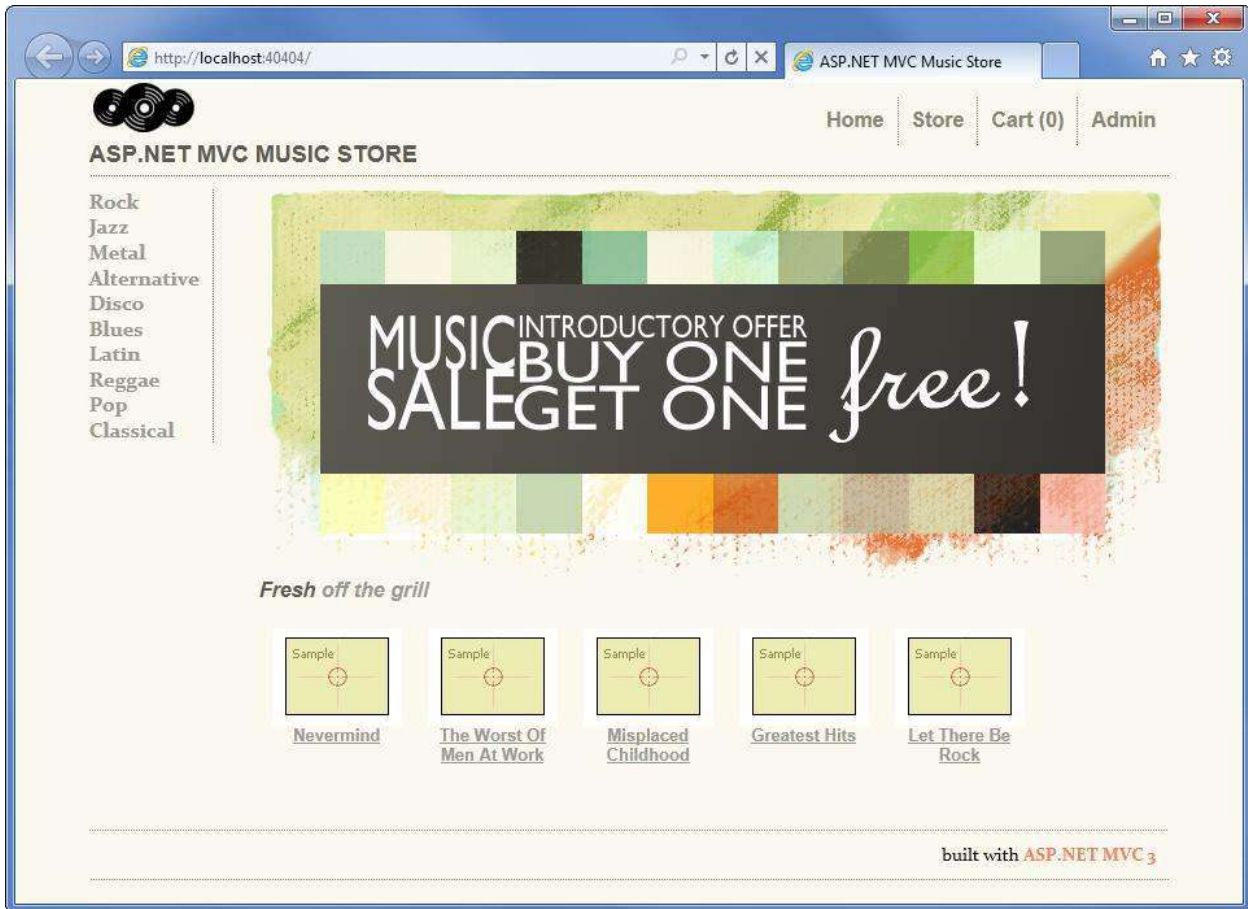 http://localhost:40404/
ASP.NET MVC Music Store
Home
Store
Cart (0)
Admin
ASP.NET MVC MUSIC STORE
Rock
Jazz
Metal
Alternative
Disco
Blues
Latin
Reggae
Pop
Classical
MUSIC SALE
INTRODUCTORY OFFER
BUY ONE
GET ONE
free!
Fresh off the grill
Sample
Nevermind
Sample
The Worst Of
Men At Work
Sample
Misplaced
Childhood
Sample
Greatest Hits
Sample
Let There Be
Rock
built with ASP.NET MVC 3